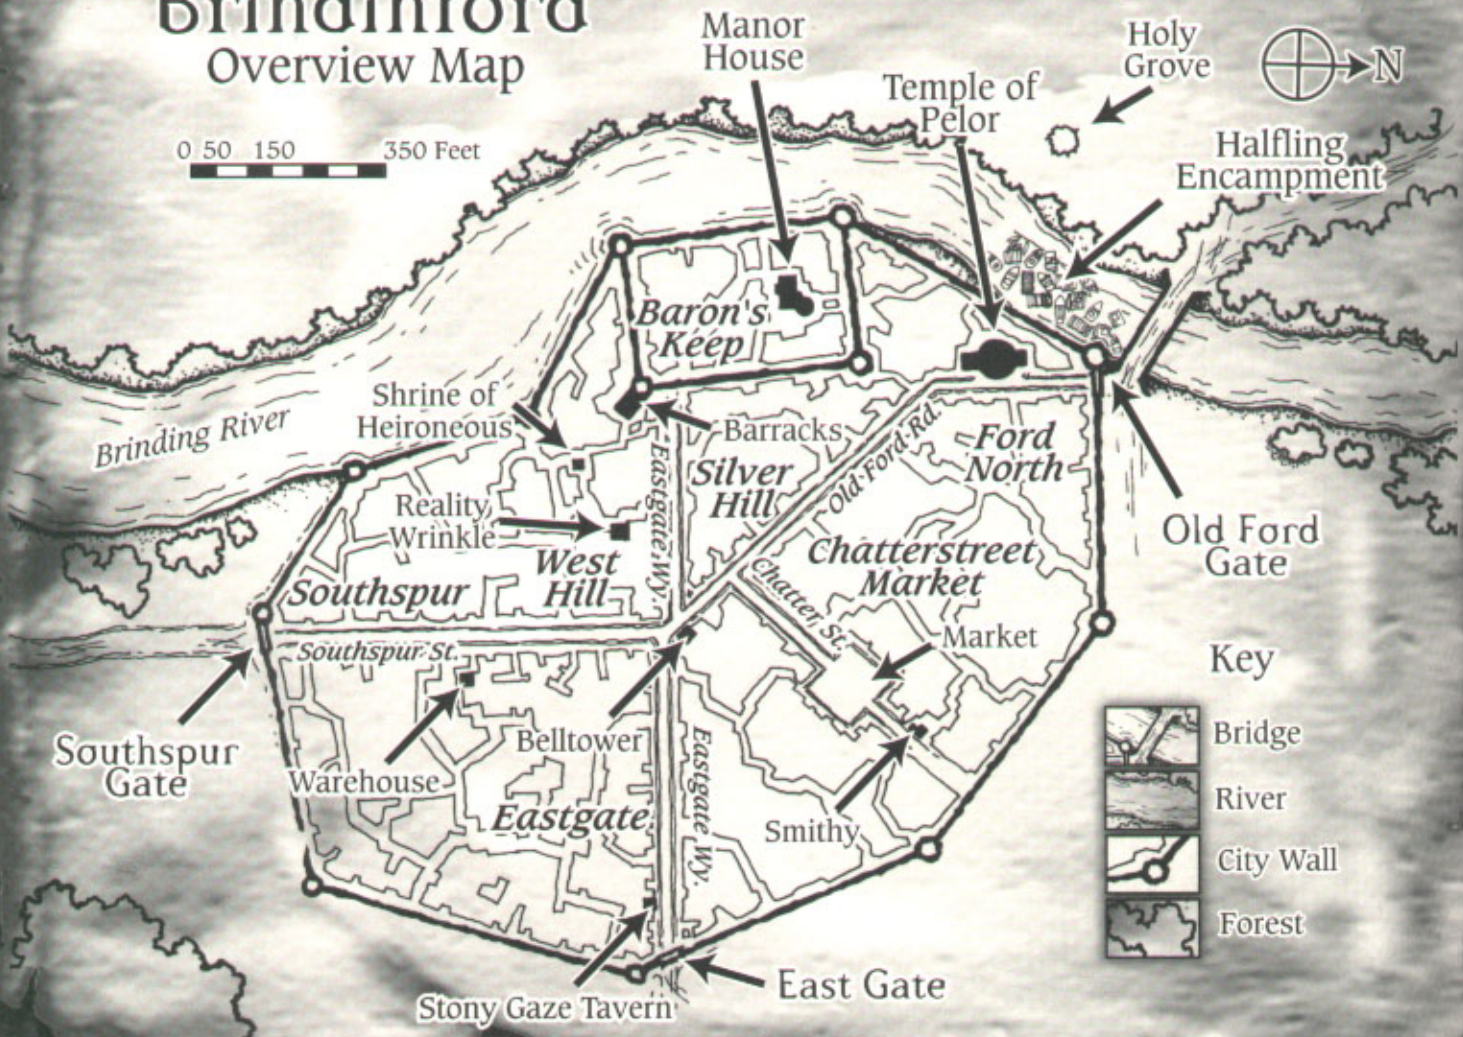 Brindinford
Overview Map
0 50 150 350 Feet
Manor
House
Temple of
Pelor
Holy
Grove
N
Halfling
Encampment
Baron's
Keep
Shrine of
Heironeous
Barracks
Brinding River
Eastgate Wy.
Silver
Hill
Old Ford Rd.
Ford
North
Reality
Wrinkle
West
Hill
Old Ford
Gate
Chatterstreet
Market
Chatter St.
Southspur
Southspur St.
Market
Southspur
Gate
Warehouse
Belltower
Eastgate
Eastgate Wy.
Smithy
Stony Gaze Tavern
East Gate
Key
Bridge
River
City Wall
Forest